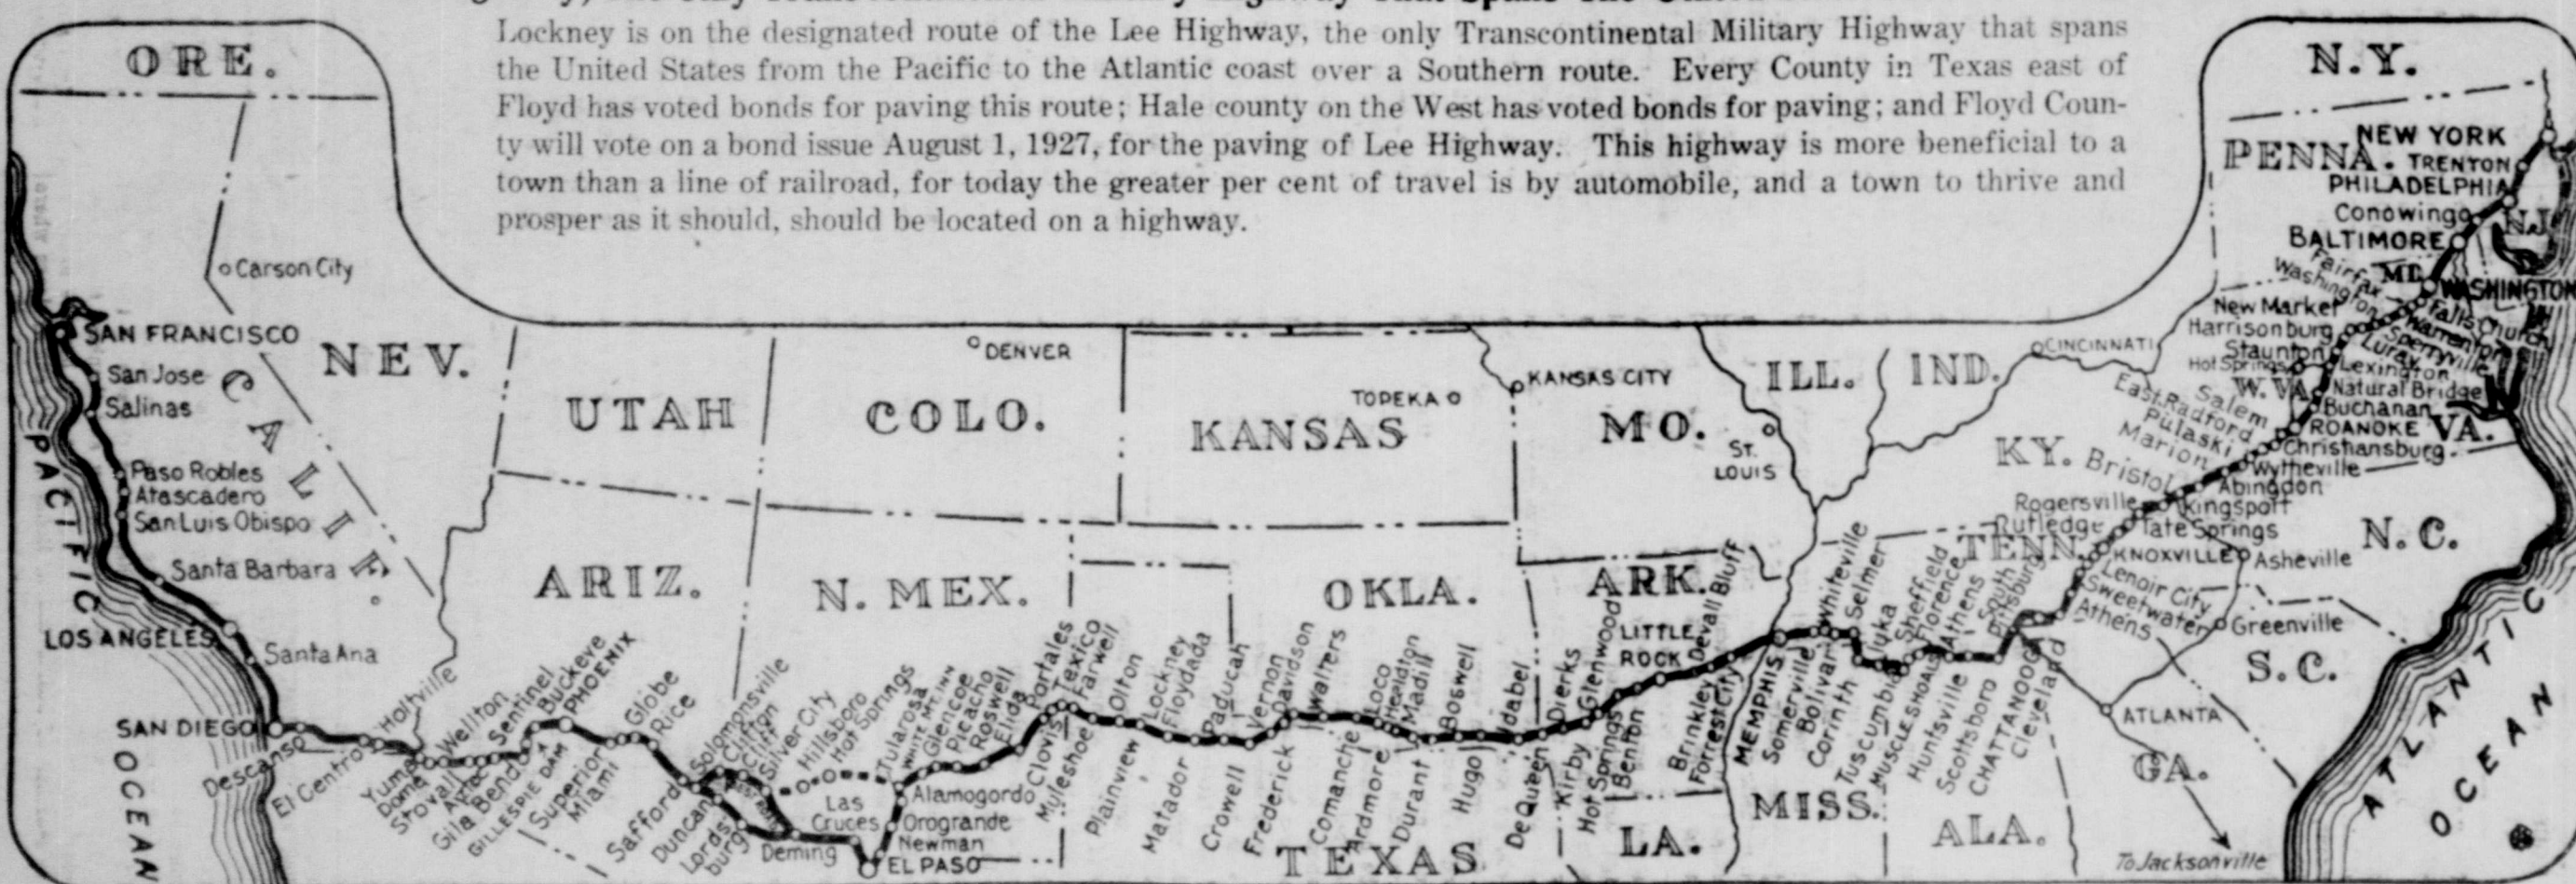 Lockney is on the designated route of the Lee Highway, the only Transcontinental Military Highway that spans
the United States from the Pacific to the Atlantic coast over a Southern route. Every County in Texas east of
Floyd has voted bonds for paving this route; Hale county on the West has voted bonds for paving; and Floyd Coun-
ty will vote on a bond issue August 1, 1927, for the paving of Lee Highway. This highway is more beneficial to a
town than a line of railroad, for today the greater per cent of travel is by automobile, and a town to thrive and
prosper as it should, should be located on a highway.
ORE.
Carson City
SAN FRANCISCO
NEV.
San Jose
Salinas
CALIF.
Paso Robles
Atascadero
San Luis Obispo
Santa Barbara
LOS ANGELES
Santa Ana
SAN DIEGO
PACIFIC
OCEAN
Descanso
El Centro
Holtville
Yuma
Dome
Wellton
Stoval
Aztec
Sentinel
Gila Bend
GILLESPIE DAM
Buckeye
PHOENIX
Superior
Miami
Globe
Rice
Safford
Solomonsville
Duncan
Clifton
Cliff
Lords-
burg
Silver City
Deming
Hillsboro
Hot Springs
Las
Cruces
EL PASO
Newman
Orogrande
Alamogordo
Tularosa
WHITE MT. INN
Glencoe
Picacho
Roswell
Elida
Portales
Clovis
Texico
Farwell
Muleshoe
Olton
Plainview
Lockney
Floydada
Matador
Paducah
Crowell
Vernon
Frederick
Davidson
Walters
Comanche
Loco
Healdton
Ardmore
Madill
Durant
Boswell
Hugo
Idabel
DeQueen
Dierks
Kirby
Glenwood
Hot Springs
Benton
LITTLE
ROCK
Devall Bluff
Brinkley
Forrest City
MEMPHIS
Somerville
Whiteville
Bolivar
Selmer
Corinth
Iuka
Tuscumbia
Sheffield
MUSCLE SHOALS
Florence
Athens
Huntsville
Scottsboro
South
Pittsburg
CHATTANOOGA
Cleveland
UTAH
COLO.
DENVER
KANSAS
TOPEKA
KANSAS CITY
MO.
ST.
LOUIS
ILL.
IND.
CINCINNATI
KY.
ARIZ.
N. MEX.
OKLA.
TEXAS
ARK.
LA.
MISS.
ALA.
TENN.
GA.
ATLANTA
To Jacksonville
S.C.
Greenville
N.C.
Asheville
Athens
Sweetwater
Lenoir City
KNOXVILLE
Tate Springs
Rutledge
Rogersville
Kingsport
Bristol
Abingdon
Marion
Wytheville
Pulaski
East Radford
Christiansburg
Salem
ROANOKE
VA.
Buchanan
Natural Bridge
W. VA.
Lexington
Hot Springs
Staunton
Harrisonburg
New Market
Luray
Sperryville
Washington
Warrenton
Fairfax
Falls Church
WASHINGTON
MD.
BALTIMORE
Conowingo
PHILADELPHIA
TRENTON
NEW YORK
N.J.
PENNA.
N.Y.
ATLANTIC
OCEAN